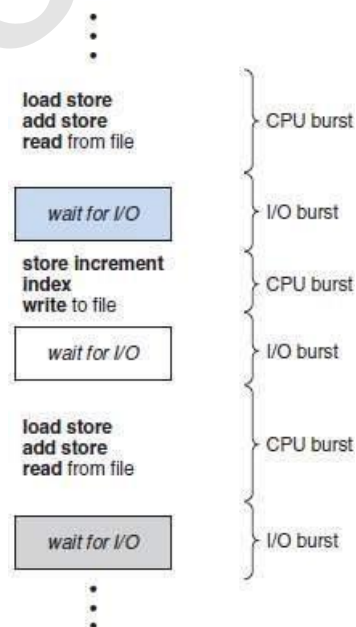 load store
add store
read from file
CPU burst
wait for I/O
I/O burst
store increment
index
write to file
CPU burst
wait for I/O
I/O burst
load store
add store
read from file
CPU burst
wait for I/O
I/O burst